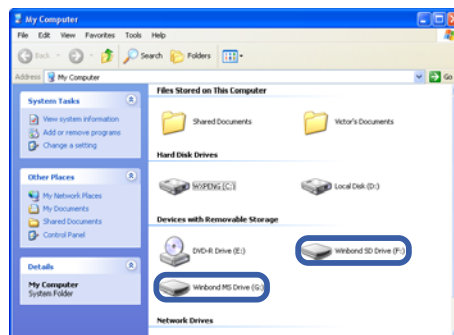 My Computer
File Edit View Favorites Tools Help
Back Search Folders
Address My Computer Go
System Tasks
View system information
Add or remove programs
Change a setting
Other Places
My Network Places
My Documents
Shared Documents
Control Panel
Details
My Computer
System Folder
Files Stored on This Computer
Shared Documents Victor's Documents
Hard Disk Drives
WXPENG (C:) Local Disk (D:)
Devices with Removable Storage
DVD-R Drive (E:) Winbond SD Drive (F:)
Winbond MS Drive (G:)
Network Drives